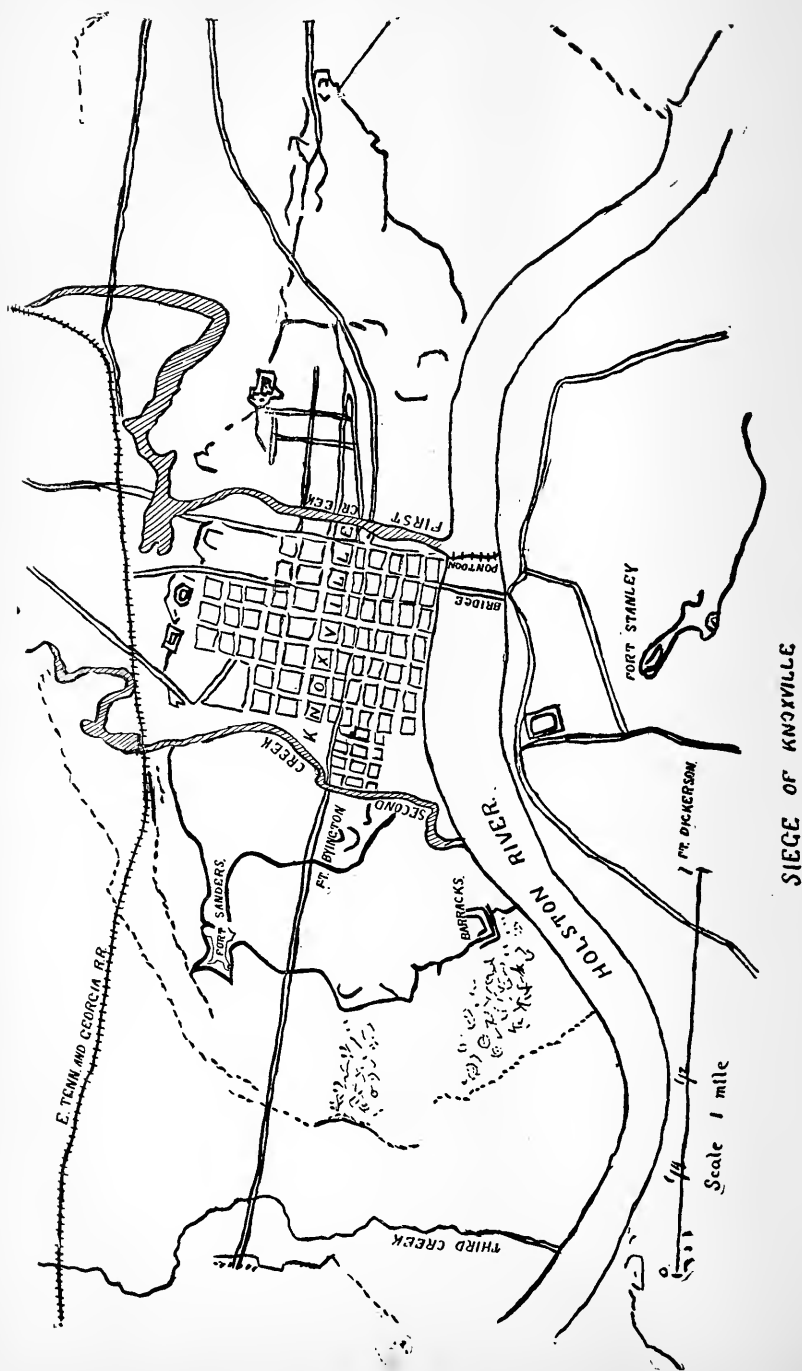 E. TENN AND GEORGIA R.R.
FORT SANDERS.
FT. BYINGTON
SECOND
CREEK
KNOXVILLE
FIRST
CREEK
BARRACKS.
THIRD CREEK
BRIDGE
PONTOON
HOLSTON RIVER.
FORT STANLEY
FT. DICKERSON.
0
1/4
1/2
1
Scale 1 mile
SIEGE OF KNOXVILLE